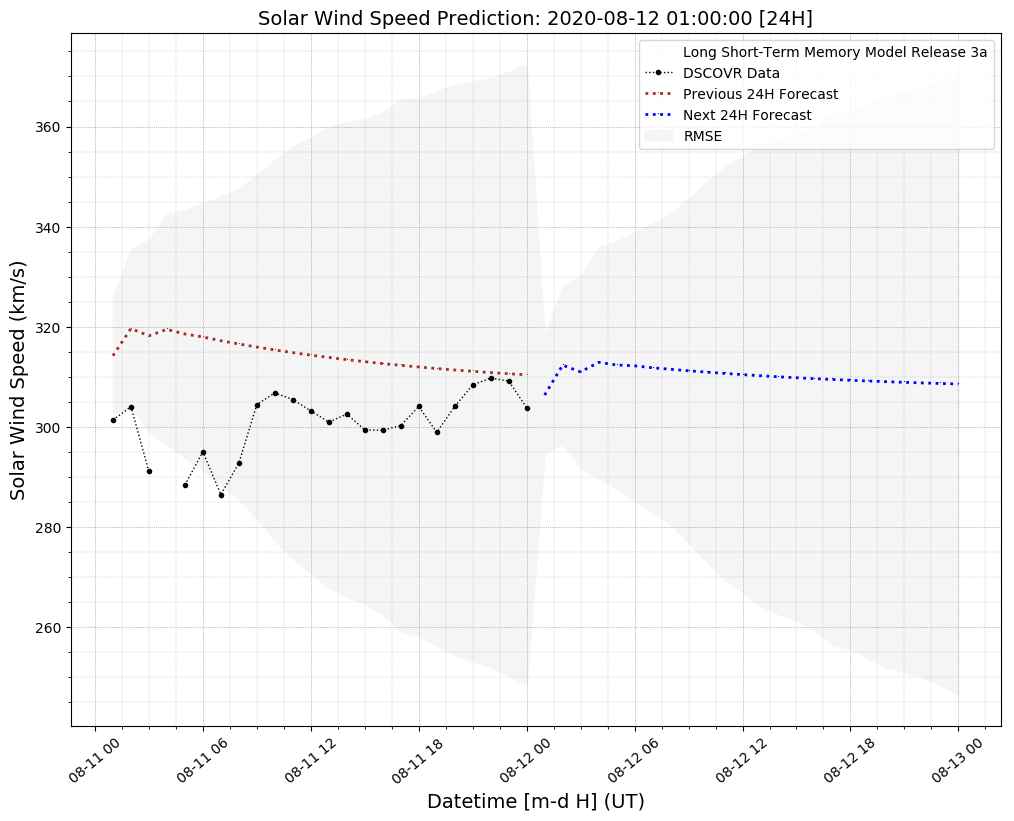 Solar Wind Speed Prediction: 2020-08-12 01:00:00 [24H]
Long Short-Term Memory Model Release 3a
DSCOVR Data
Previous 24H Forecast
Next 24H Forecast
RMSE
Solar Wind Speed (km/s)
360
340
320
300
280
260
08-11 00
08-11 06
08-11 12
08-11 18
08-12 00
08-12 06
08-12 12
08-12 18
08-13 00
Datetime [m-d H] (UT)